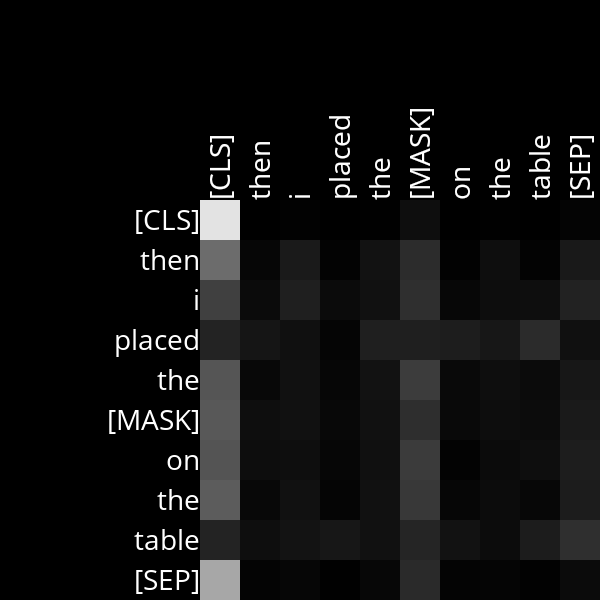 [CLS] then i placed the [MASK] on the table [SEP]
[CLS]
then
i
placed
the
[MASK]
on
the
table
[SEP]